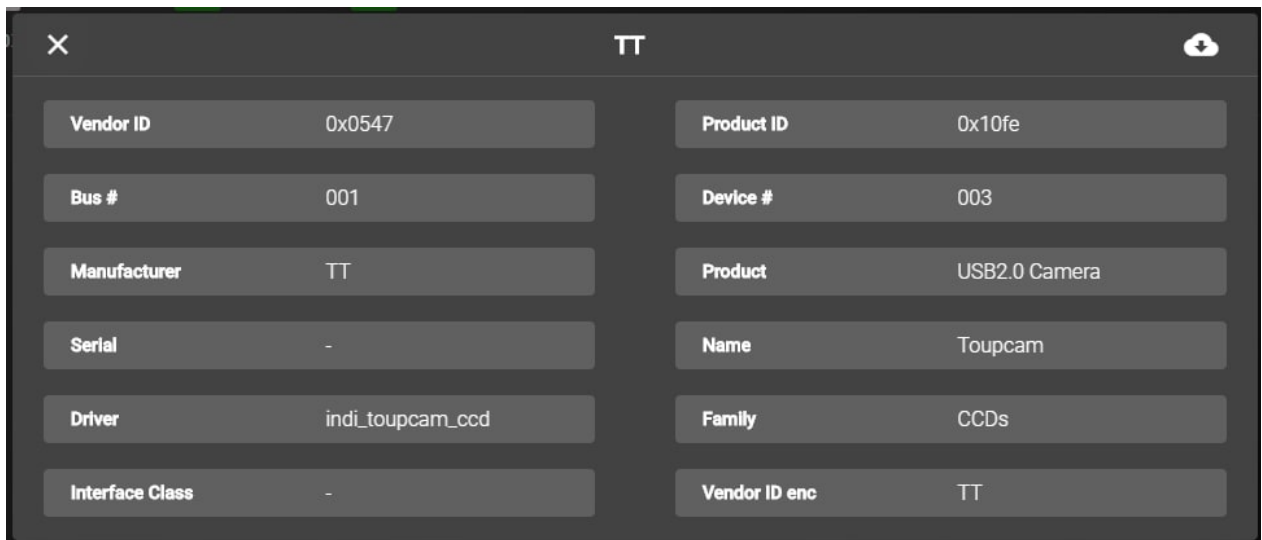 TT
Vendor ID 0x0547 Product ID 0x10fe
Bus # 001 Device # 003
Manufacturer TT Product USB2.0 Camera
Serial - Name Toupcam
Driver indi_toupcam_ccd Family CCDs
Interface Class - Vendor ID enc TT